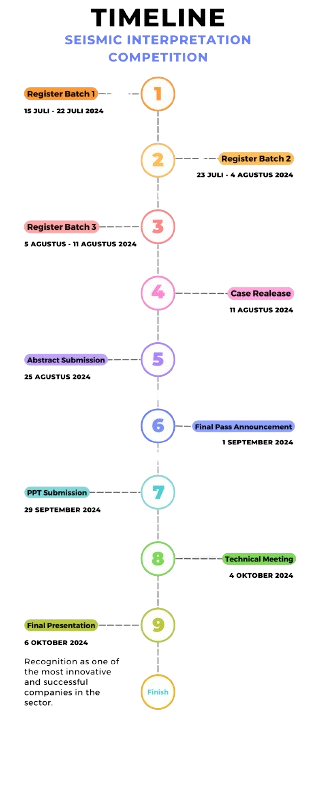 TIMELINE
SEISMIC INTERPRETATION
COMPETITION
1
Register Batch 1
15 JULI - 22 JULI 2024
2
Register Batch 2
23 JULI - 4 AGUSTUS 2024
3
Register Batch 3
5 AGUSTUS - 11 AGUSTUS 2024
4
Case Realease
11 AGUSTUS 2024
5
Abstract Submission
25 AGUSTUS 2024
6
Final Pass Announcement
1 SEPTEMBER 2024
7
PPT Submission
29 SEPTEMBER 2024
8
Technical Meeting
4 OKTOBER 2024
9
Final Presentation
6 OKTOBER 2024
Recognition as one of
the most innovative
and successful
companies in the
sector.
Finish